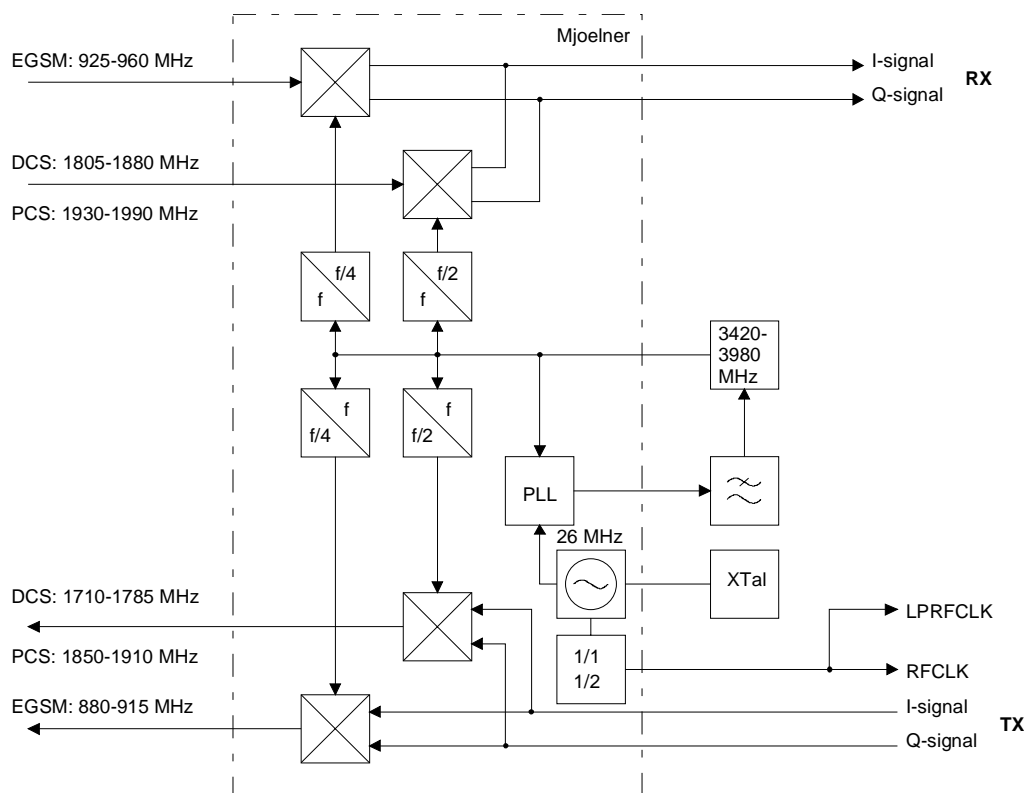 Mjoelner
EGSM: 925-960 MHz
I-signal
RX
Q-signal
DCS: 1805-1880 MHz
PCS: 1930-1990 MHz
f/4
f
f/2
f
3420-
3980
MHz
f
f/4
f
f/2
PLL
26 MHz
XTal
DCS: 1710-1785 MHz
LPRFCLK
PCS: 1850-1910 MHz
1/1
1/2
RFCLK
EGSM: 880-915 MHz
I-signal
TX
Q-signal